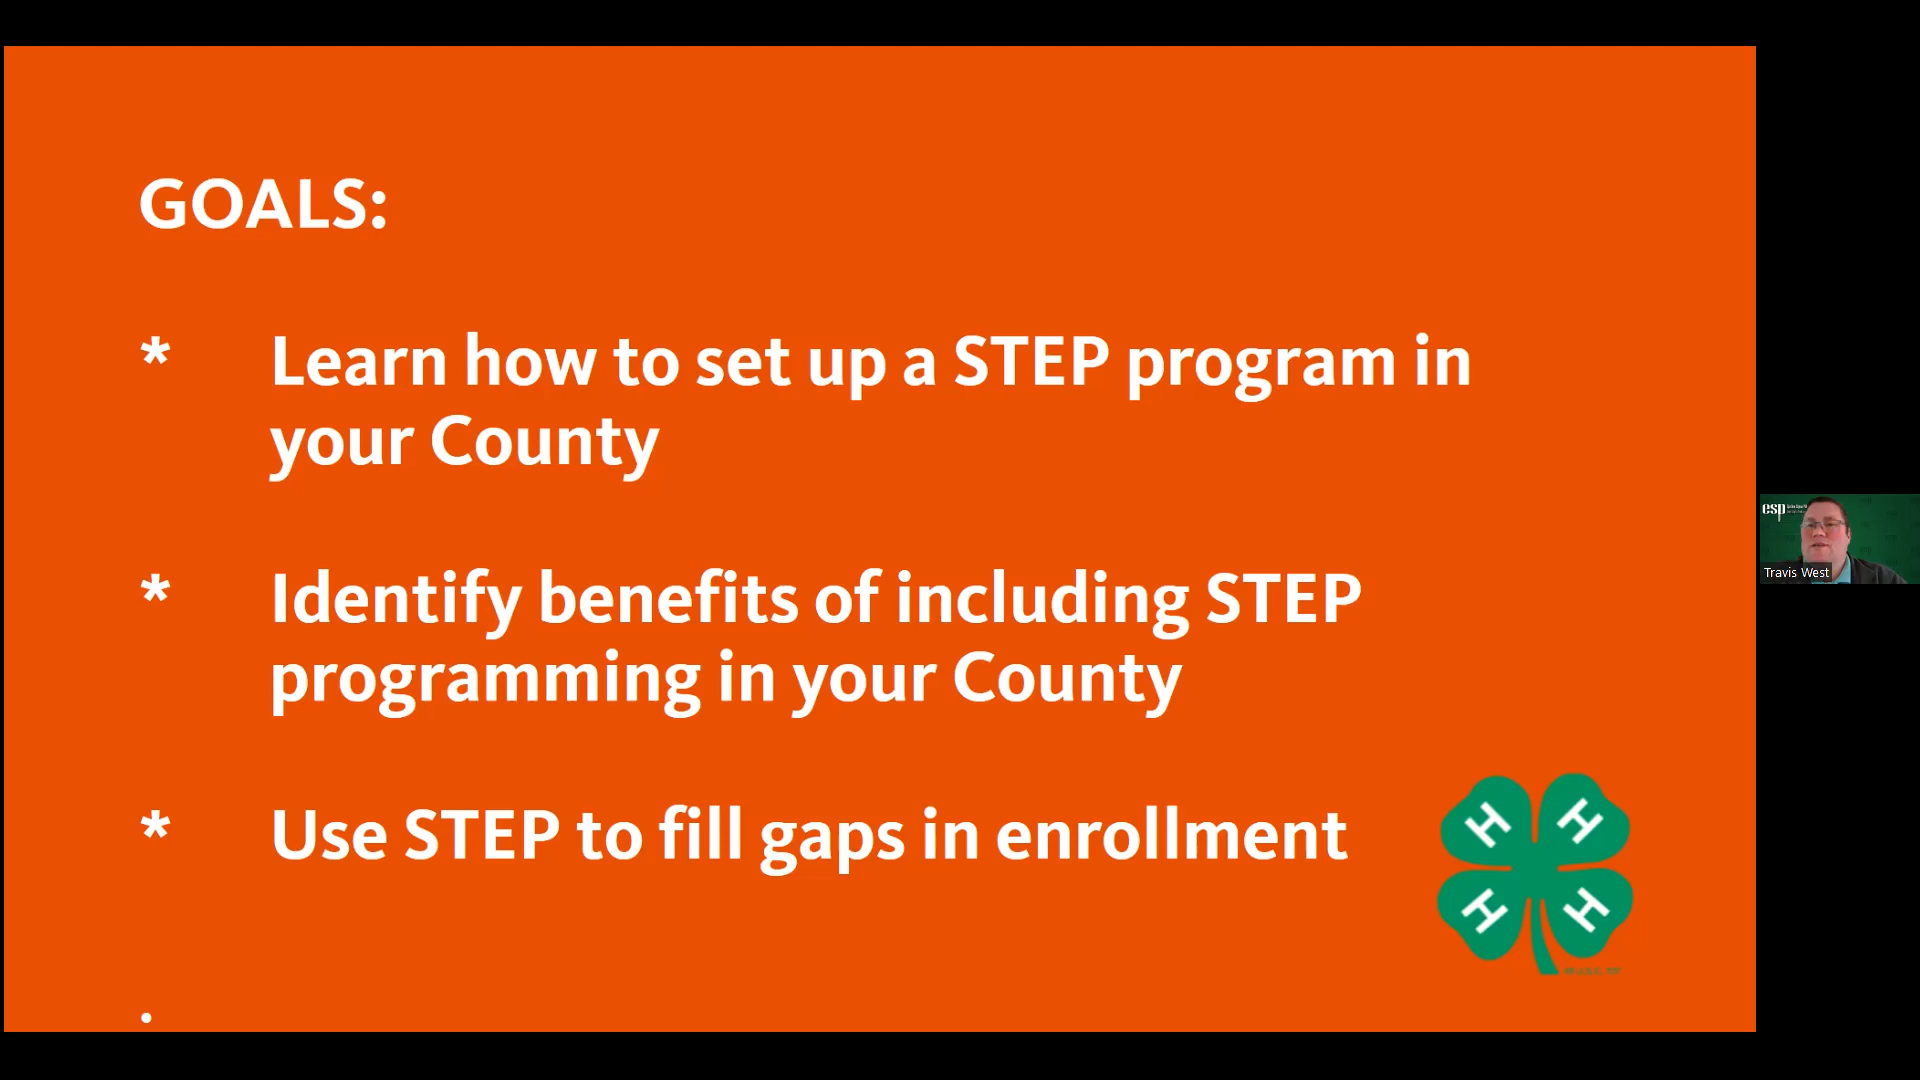 GOALS:
* Learn how to set up a STEP program in
your County
* Identify benefits of including STEP
programming in your County
* Use STEP to fill gaps in enrollment
H H
H H
.
esp
Travis West